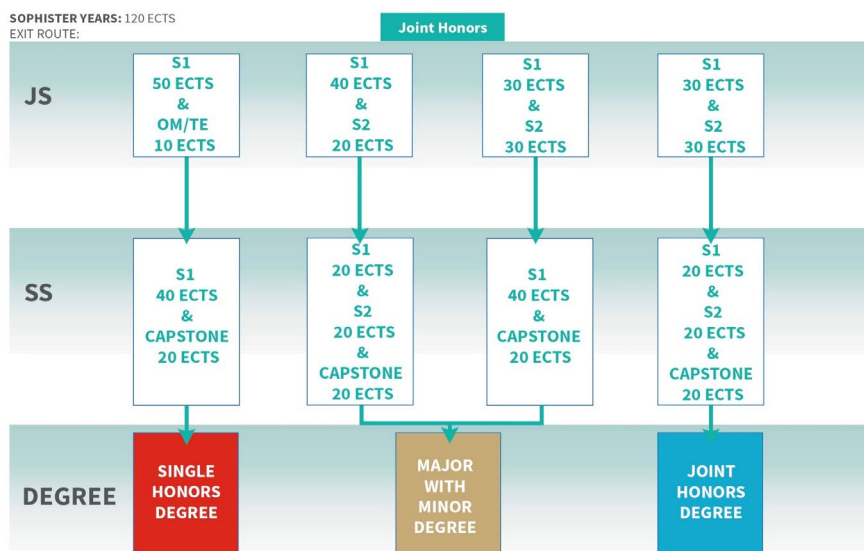 SOPHISTER YEARS: 120 ECTS
EXIT ROUTE:
Joint Honors
JS
S1
50 ECTS
&
OM/TE
10 ECTS
S1
40 ECTS
&
S2
20 ECTS
S1
30 ECTS
&
S2
30 ECTS
S1
30 ECTS
&
S2
30 ECTS
SS
S1
40 ECTS
&
CAPSTONE
20 ECTS
S1
20 ECTS
&
S2
20 ECTS
&
CAPSTONE
20 ECTS
S1
40 ECTS
&
CAPSTONE
20 ECTS
S1
20 ECTS
&
S2
20 ECTS
&
CAPSTONE
20 ECTS
DEGREE
SINGLE
HONORS
DEGREE
MAJOR
WITH
MINOR
DEGREE
JOINT
HONORS
DEGREE